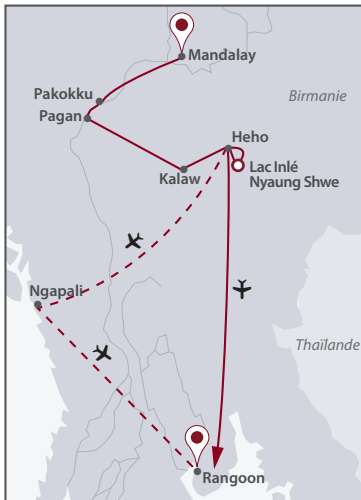 Mandalay
Pakokku
Birmanie
Pagan
Heho
Kalaw
Lac Inlé
Nyaung Shwe
Ngapali
Thaïlande
Rangoon